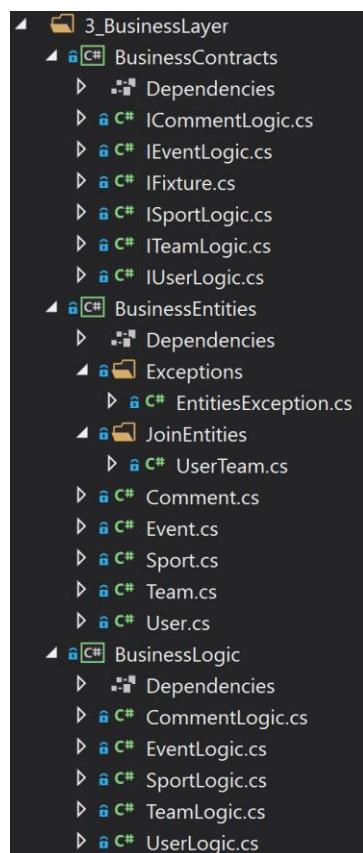 3_BusinessLayer
C# BusinessContracts
Dependencies
C# ICommentLogic.cs
C# IEventLogic.cs
C# IFixture.cs
C# ISportLogic.cs
C# ITeamLogic.cs
C# IUserLogic.cs
C# BusinessEntities
Dependencies
Exceptions
C# EntitiesException.cs
JoinEntities
C# UserTeam.cs
C# Comment.cs
C# Event.cs
C# Sport.cs
C# Team.cs
C# User.cs
C# BusinessLogic
Dependencies
C# CommentLogic.cs
C# EventLogic.cs
C# SportLogic.cs
C# TeamLogic.cs
C# UserLogic.cs